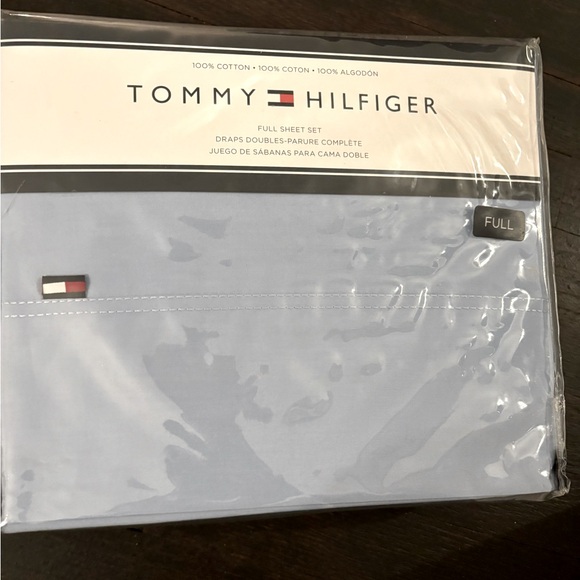 100% COTTON • 100% COTON • 100% ALGODÓN
TOMMY HILFIGER
FULL SHEET SET
DRAPS DOUBLES-PARURE COMPLÈTE
JUEGO DE SÁBANAS PARA CAMA DOBLE
FULL